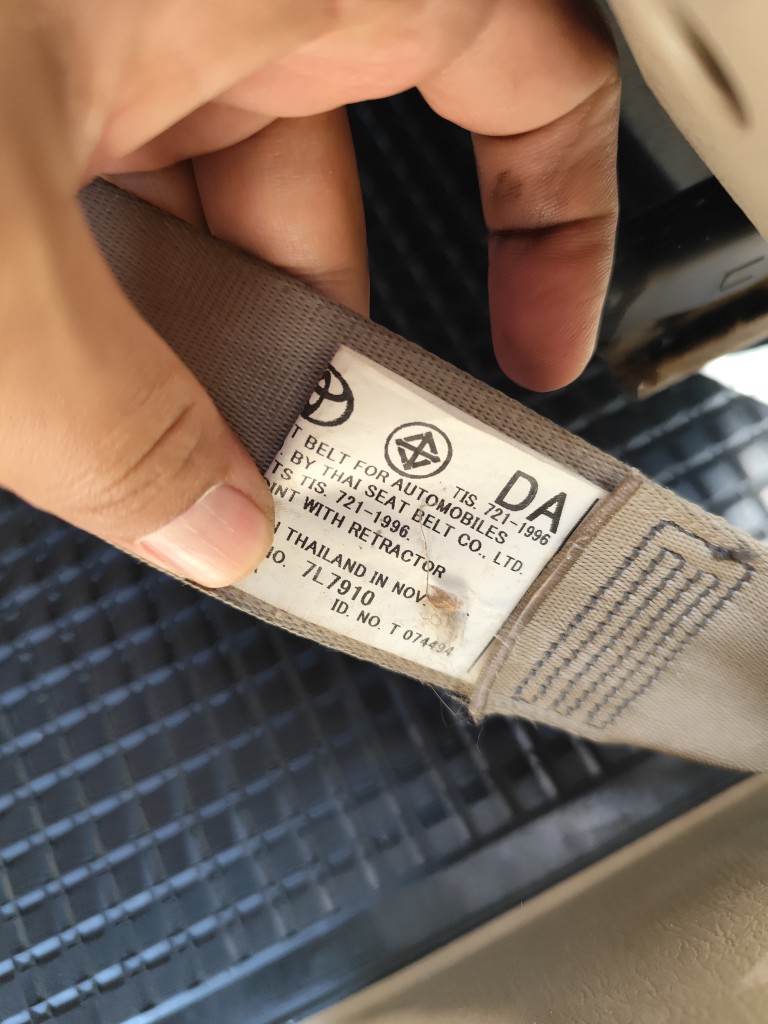 DA
TIS. 721-1996
T BELT FOR AUTOMOBILES
. BY THAI SEAT BELT CO., LTD.
TS TIS. 721-1996.
INT WITH RETRACTOR
THAILAND IN NOV.
NO. 7L7910
ID. NO. T 074494